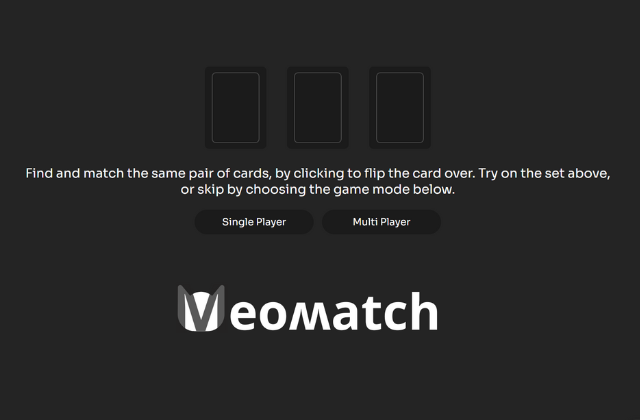 Find and match the same pair of cards, by clicking to flip the card over. Try on the set above,
or skip by choosing the game mode below.
Single Player
Multi Player
Meomatch